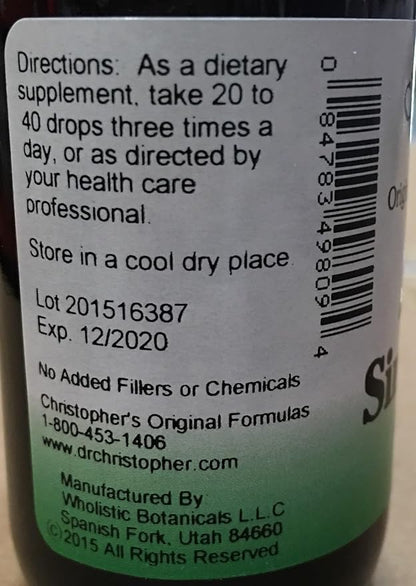 Directions: As a dietary
supplement, take 20 to
40 drops three times a
day, or as directed by
your health care
professional.
Store in a cool dry place.
Lot 201516387
Exp. 12/2020
No Added Fillers or Chemicals
Christopher's Original Formulas
1-800-453-1406
www.drchristopher.com
Manufactured By
Wholistic Botanicals L.L.C
Spanish Fork, Utah 84660
©2015 All Rights Reserved
0 84783 49809 4
Orig
Si